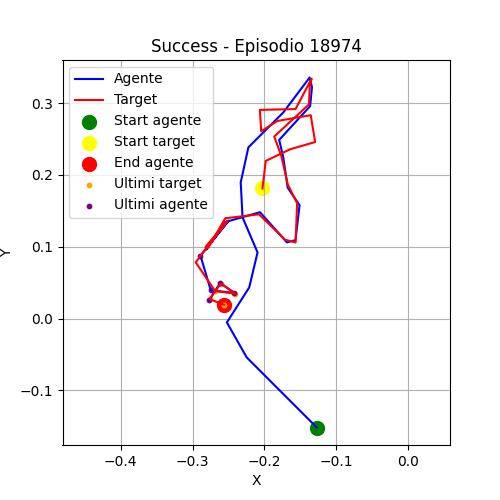 Success - Episodio 18974
Agente
Target
Start agente
Start target
End agente
Ultimi target
Ultimi agente
0.3
0.2
0.1
0.0
−0.1
Y
−0.4
−0.3
−0.2
−0.1
0.0
X